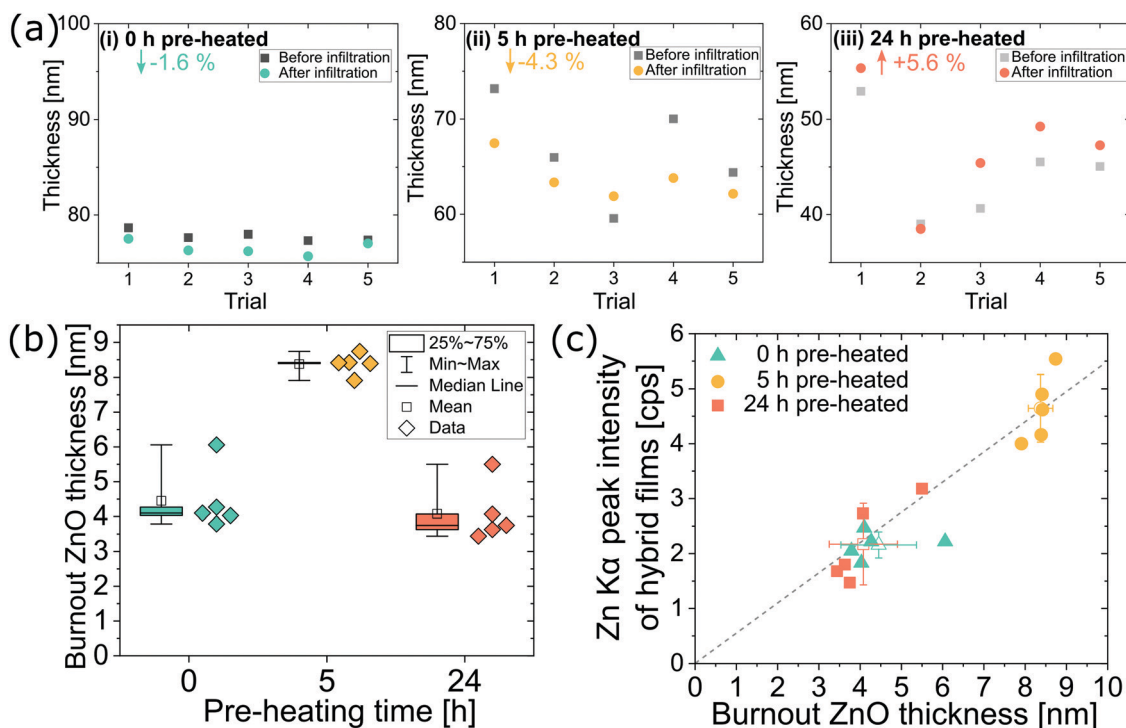 (a)
(i) 0 h pre-heated
-1.6 %
Before infiltration
After infiltration
Thickness [nm]
100
90
80
1 2 3 4 5
Trial
(ii) 5 h pre-heated
-4.3 %
Before infiltration
After infiltration
Thickness [nm]
80
70
60
1 2 3 4 5
Trial
(iii) 24 h pre-heated
+5.6 %
Before infiltration
After infiltration
Thickness [nm]
60
50
40
1 2 3 4 5
Trial
(b)
Burnout ZnO thickness [nm]
9
8
7
6
5
4
3
2
1
0
25%~75%
Min~Max
Median Line
Mean
Data
0 5 24
Pre-heating time [h]
(c)
Zn Kα peak intensity
of hybrid films [cps]
6
5
4
3
2
1
0
0 h pre-heated
5 h pre-heated
24 h pre-heated
0 1 2 3 4 5 6 7 8 9 10
Burnout ZnO thickness [nm]